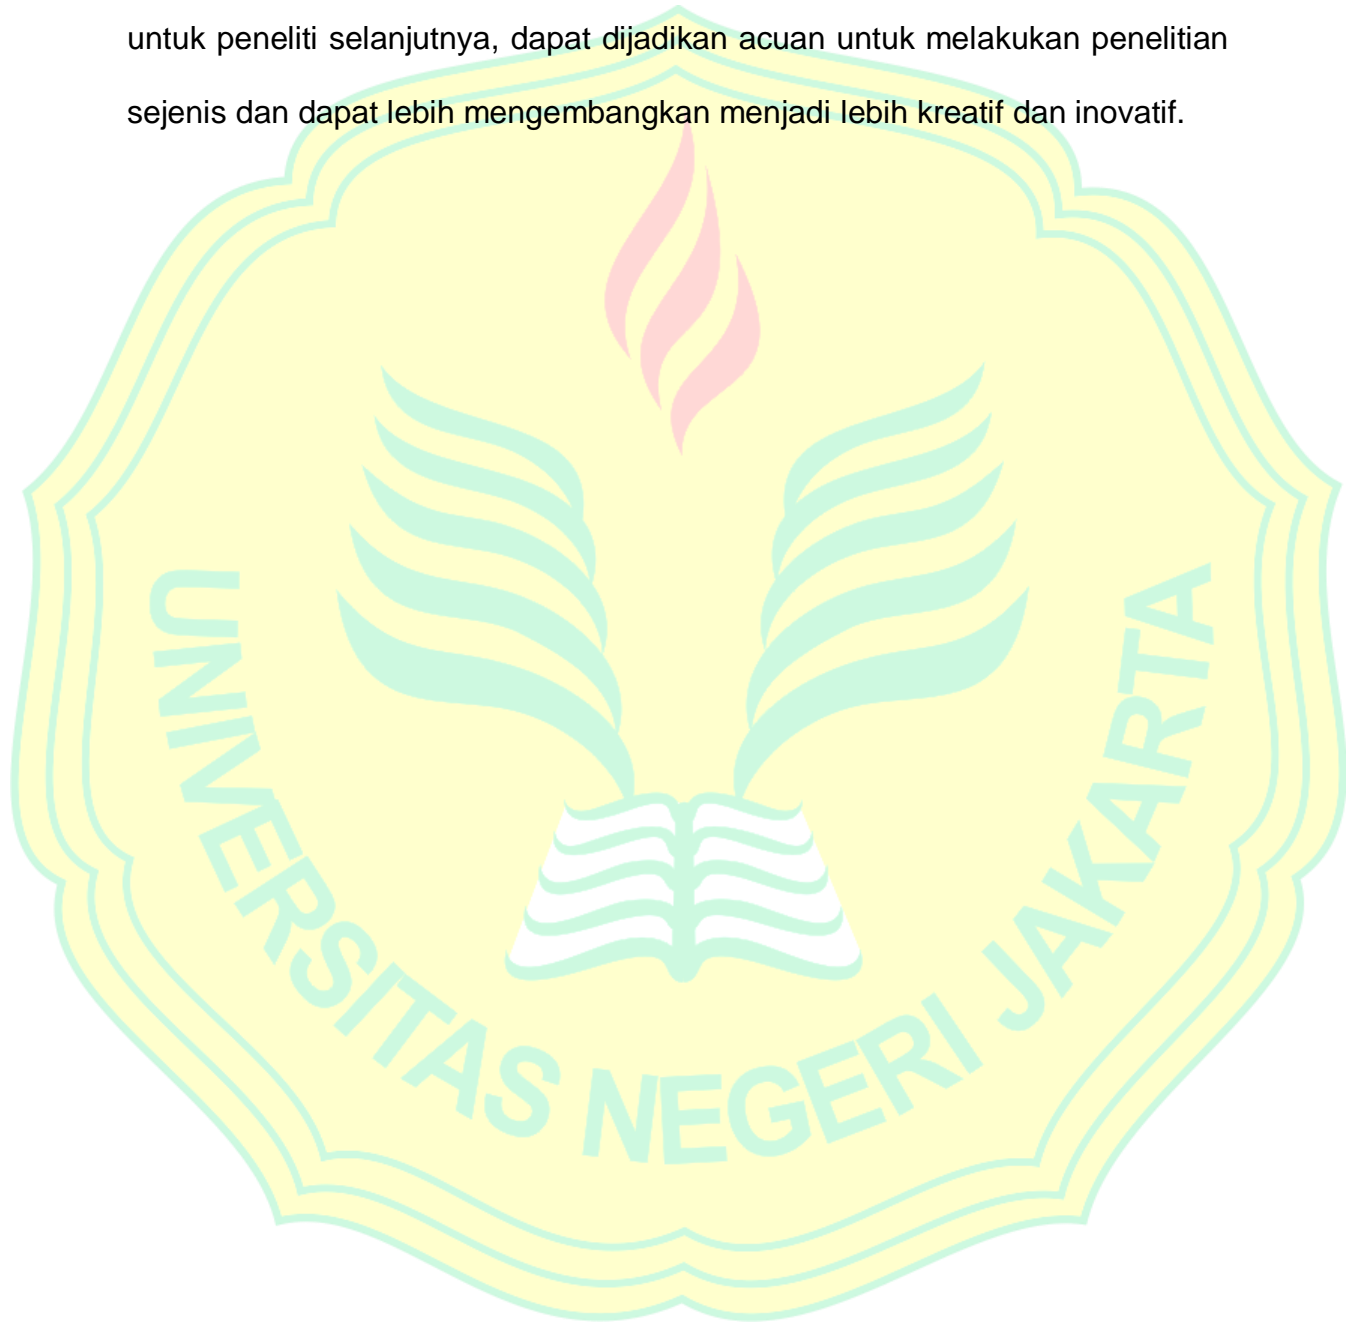 untuk peneliti selanjutnya, dapat dijadikan acuan untuk melakukan penelitian
sejenis dan dapat lebih mengembangkan menjadi lebih kreatif dan inovatif.
UNIVERSITAS NEGERI JAKARTA